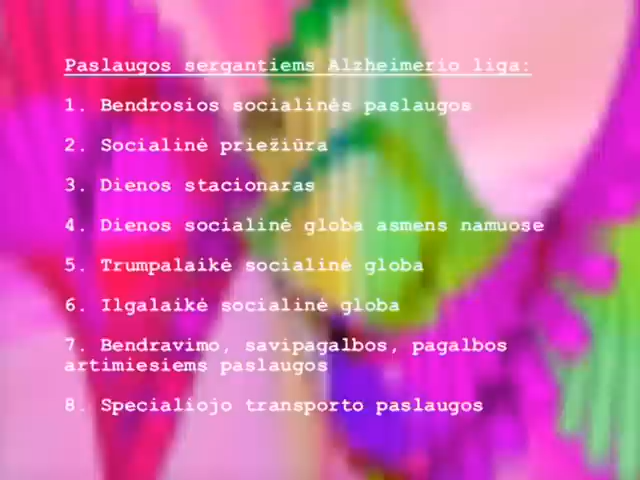 Paslaugos sergantiems Alzheimerio liga:
1. Bendrosios socialinės paslaugos
2. Socialinė priežiūra
3. Dienos stacionaras
4. Dienos socialinė globa asmens namuose
5. Trumpalaikė socialinė globa
6. Ilgalaikė socialinė globa
7. Bendravimo, savipagalbos, pagalbos
artimiesiems paslaugos
8. Specialiojo transporto paslaugos